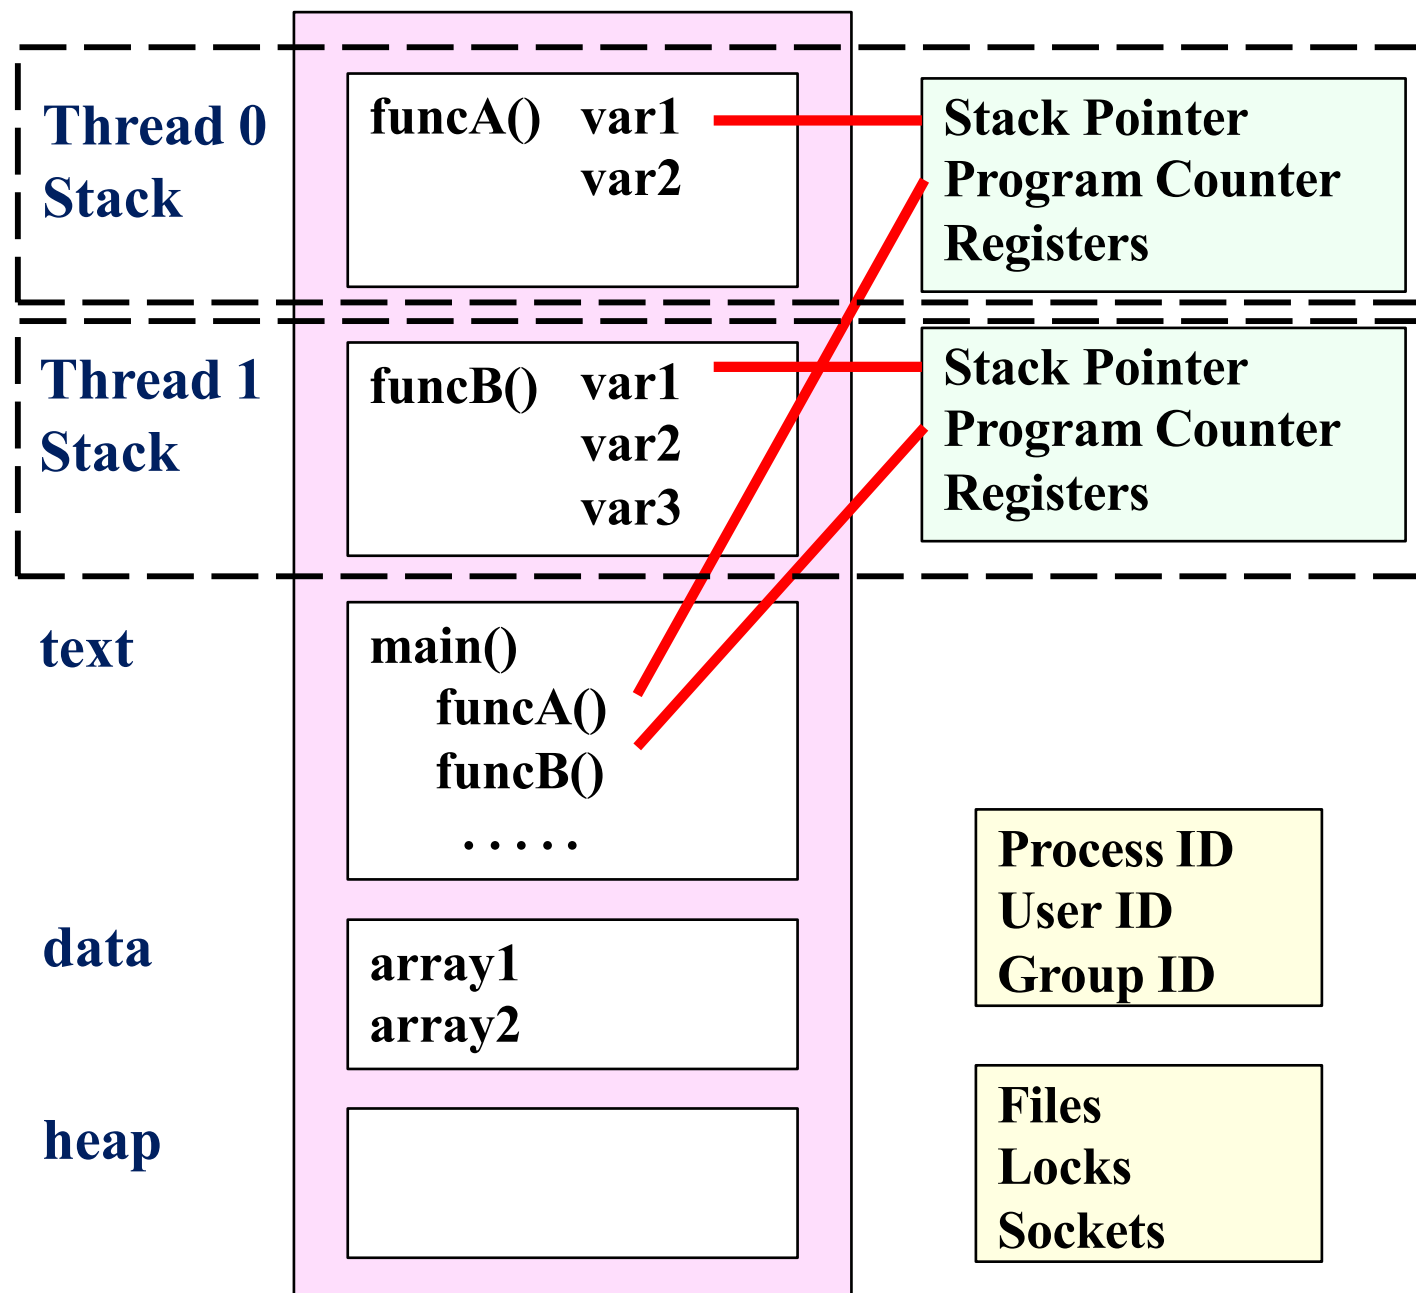 Thread 0
Stack
funcA() var1
var2
Stack Pointer
Program Counter
Registers
Thread 1
Stack
funcB() var1
var2
var3
Stack Pointer
Program Counter
Registers
text
main()
funcA()
funcB()
.....
data
array1
array2
heap
Process ID
User ID
Group ID
Files
Locks
Sockets